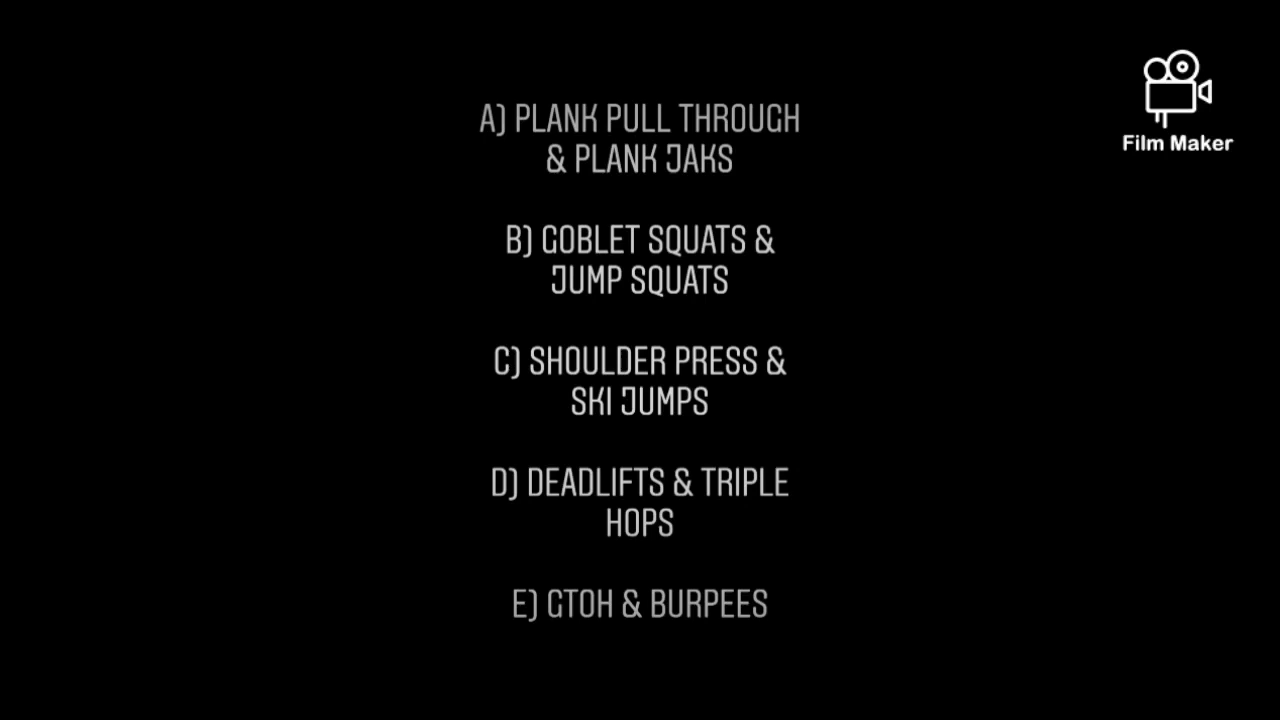 A) PLANK PULL THROUGH
& PLANK JAKS
B) GOBLET SQUATS &
JUMP SQUATS
C) SHOULDER PRESS &
SKI JUMPS
D) DEADLIFTS & TRIPLE
HOPS
E) GTOH & BURPEES
Film Maker